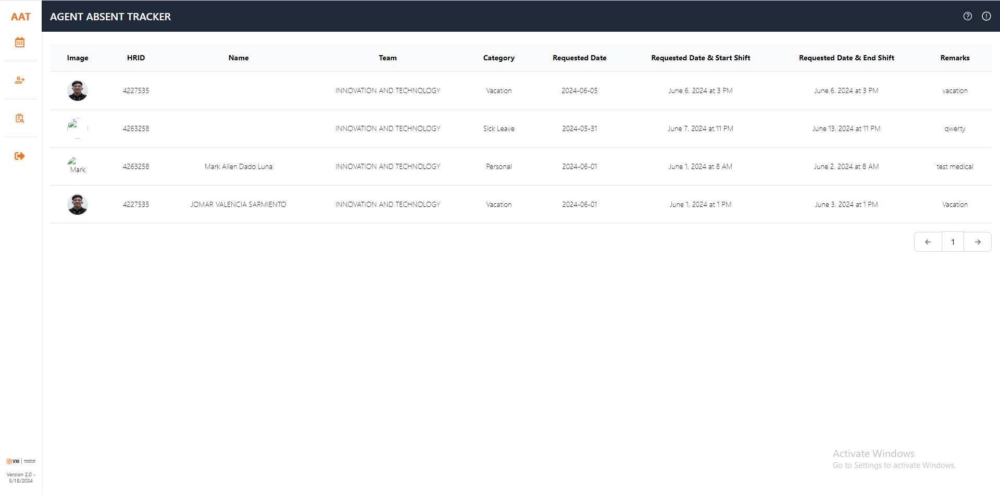 AAT
AGENT ABSENT TRACKER
Image HRID Name Team Category Requested Date Requested Date & Start Shift Requested Date & End Shift Remarks
4227535 INNOVATION AND TECHNOLOGY Vacation 2024-06-05 June 6, 2024 at 3 PM June 6, 2024 at 3 PM vacation
4263258 INNOVATION AND TECHNOLOGY Sick Leave 2024-05-31 June 7, 2024 at 11 PM June 13, 2024 at 11 PM qwerty
Mark 4263258 Mark Allen Dado Luna INNOVATION AND TECHNOLOGY Personal 2024-06-01 June 1, 2024 at 8 AM June 2, 2024 at 8 AM test medical
4227535 JOMAR VALENCIA SARMIENTO INNOVATION AND TECHNOLOGY Vacation 2024-06-01 June 1, 2024 at 1 PM June 3, 2024 at 1 PM Vacation
1
Activate Windows
Go to Settings to activate Windows.
VXI
Version 2.0 -
5/18/2024